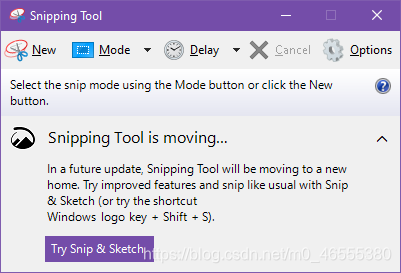 Snipping Tool
New Mode Delay Cancel Options
Select the snip mode using the Mode button or click the New
button.
Snipping Tool is moving...
In a future update, Snipping Tool will be moving to a new
home. Try improved features and snip like usual with Snip
& Sketch (or try the shortcut
Windows logo key + Shift + S).
Try Snip & Sketch
https://blog.csdn.net/m0_46555380